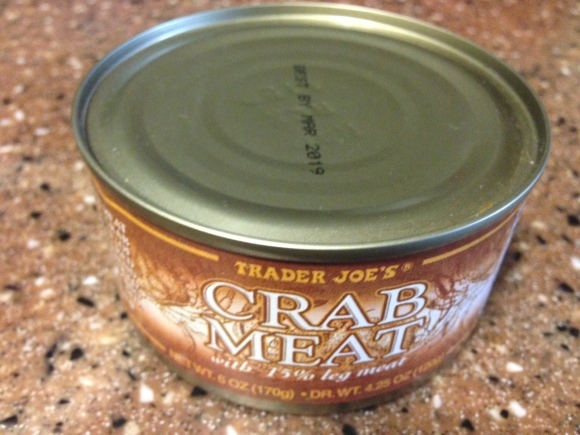 BEST BY MAR 2019
TRADER JOE'S®
CRAB
MEAT
with 15% leg meat
NET WT. 6 OZ (170g) • DR. WT. 4.25 OZ